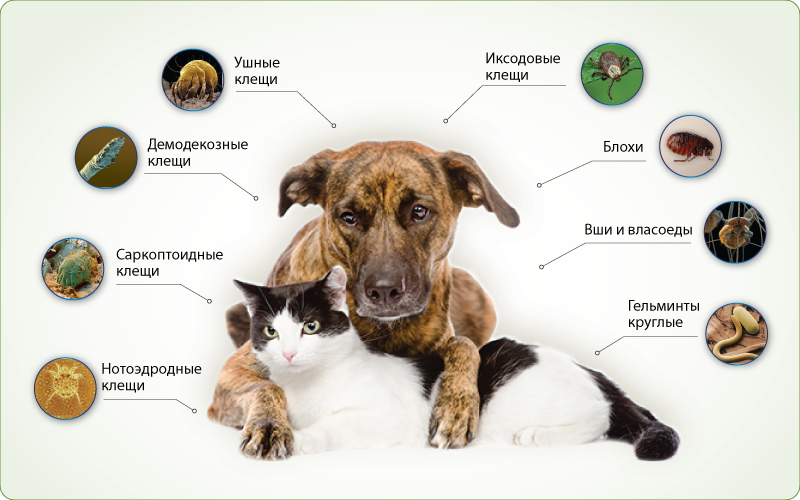 Ушные
клещи
Демодекозные
клещи
Саркоптоидные
клещи
Нотоэдродные
клещи
Иксодовые
клещи
Блохи
Вши и власоеды
Гельминты
круглые